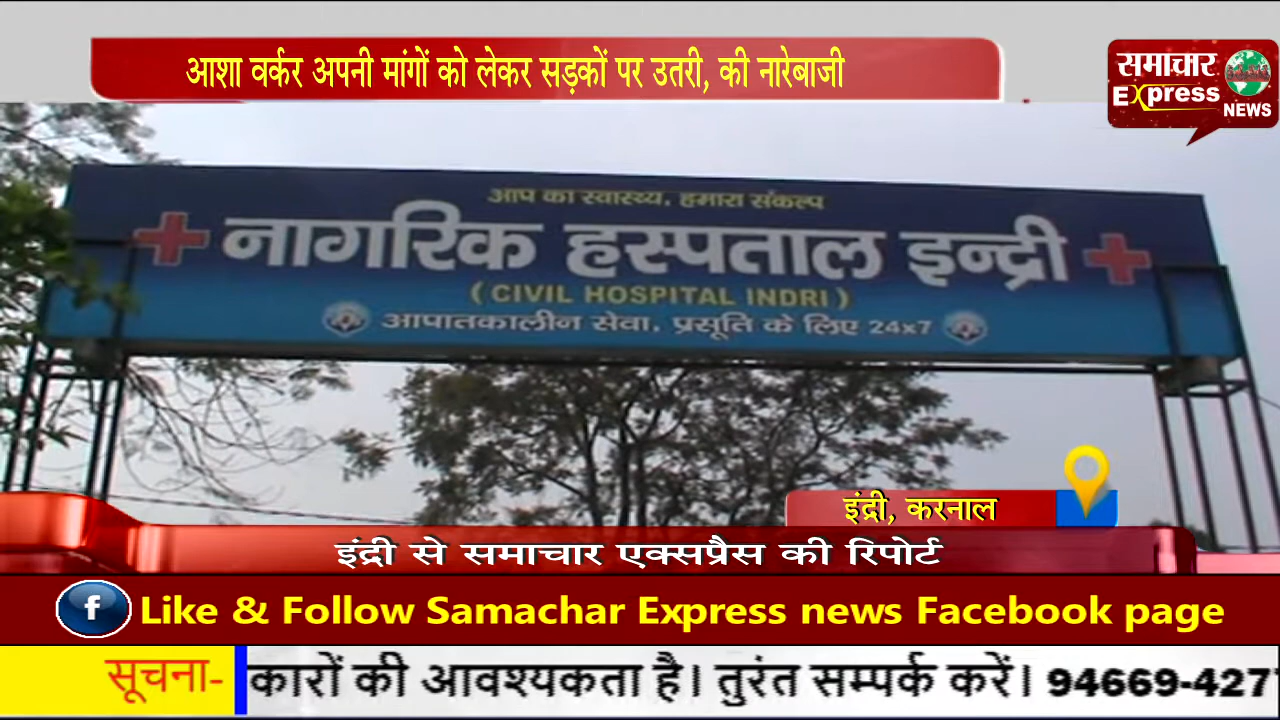 आशा वर्कर अपनी मांगों को लेकर सड़कों पर उतरी, की नारेबाजी
समाचार
Express
NEWS
आप का स्वास्थ्य, हमारा संकल्प
नागरिक हस्पताल इन्द्री
( CIVIL HOSPITAL INDRI )
आपातकालीन सेवा, प्रसूति के लिए 24x7
इंद्री, करनाल
इंद्री से समाचार एक्सप्रैस की रिपोर्ट
f Like & Follow Samachar Express news Facebook page
सूचना- कारों की आवश्यकता है। तुरंत सम्पर्क करें। 94669-427